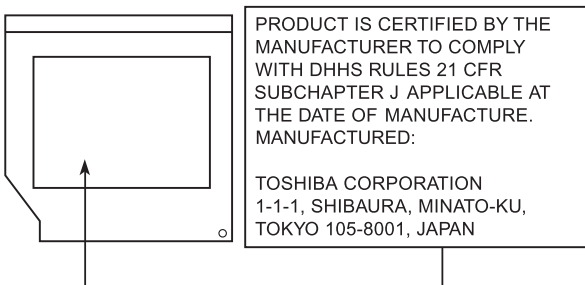 PRODUCT IS CERTIFIED BY THE
MANUFACTURER TO COMPLY
WITH DHHS RULES 21 CFR
SUBCHAPTER J APPLICABLE AT
THE DATE OF MANUFACTURE.
MANUFACTURED:
TOSHIBA CORPORATION
1-1-1, SHIBAURA, MINATO-KU,
TOKYO 105-8001, JAPAN